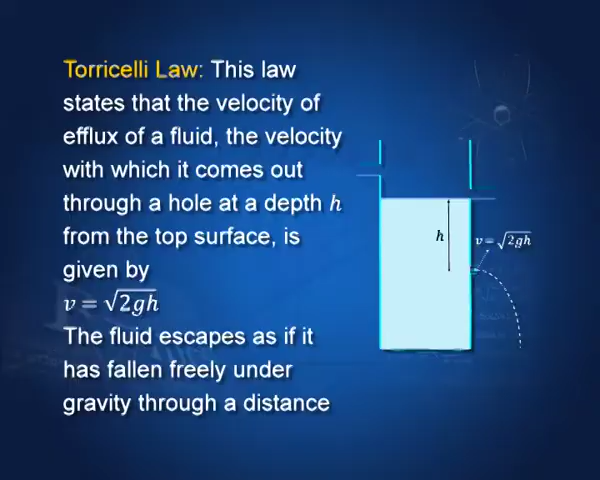 Torricelli Law: This law
states that the velocity of
efflux of a fluid, the velocity
with which it comes out
through a hole at a depth h
from the top surface, is
given by
v = √2gh
The fluid escapes as if it
has fallen freely under
gravity through a distance
h
v = √2gh